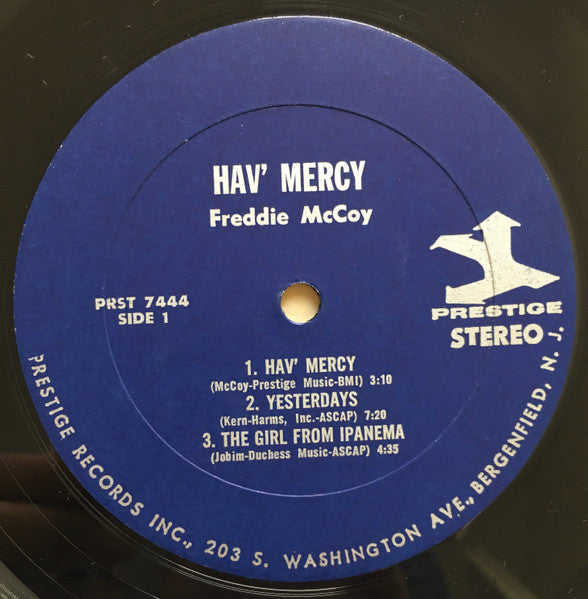 HAV' MERCY
Freddie McCoy
PRST 7444
SIDE 1
PRESTIGE
STEREO
1. HAV' MERCY
(McCoy-Prestige Music-BMI) 3:10
2. YESTERDAYS
(Kern-Harms, Inc.-ASCAP) 7:20
3. THE GIRL FROM IPANEMA
(Jobim-Duchess Music-ASCAP) 4:35
PRESTIGE RECORDS INC., 203 S. WASHINGTON AVE., BERGENFIELD, N. J.